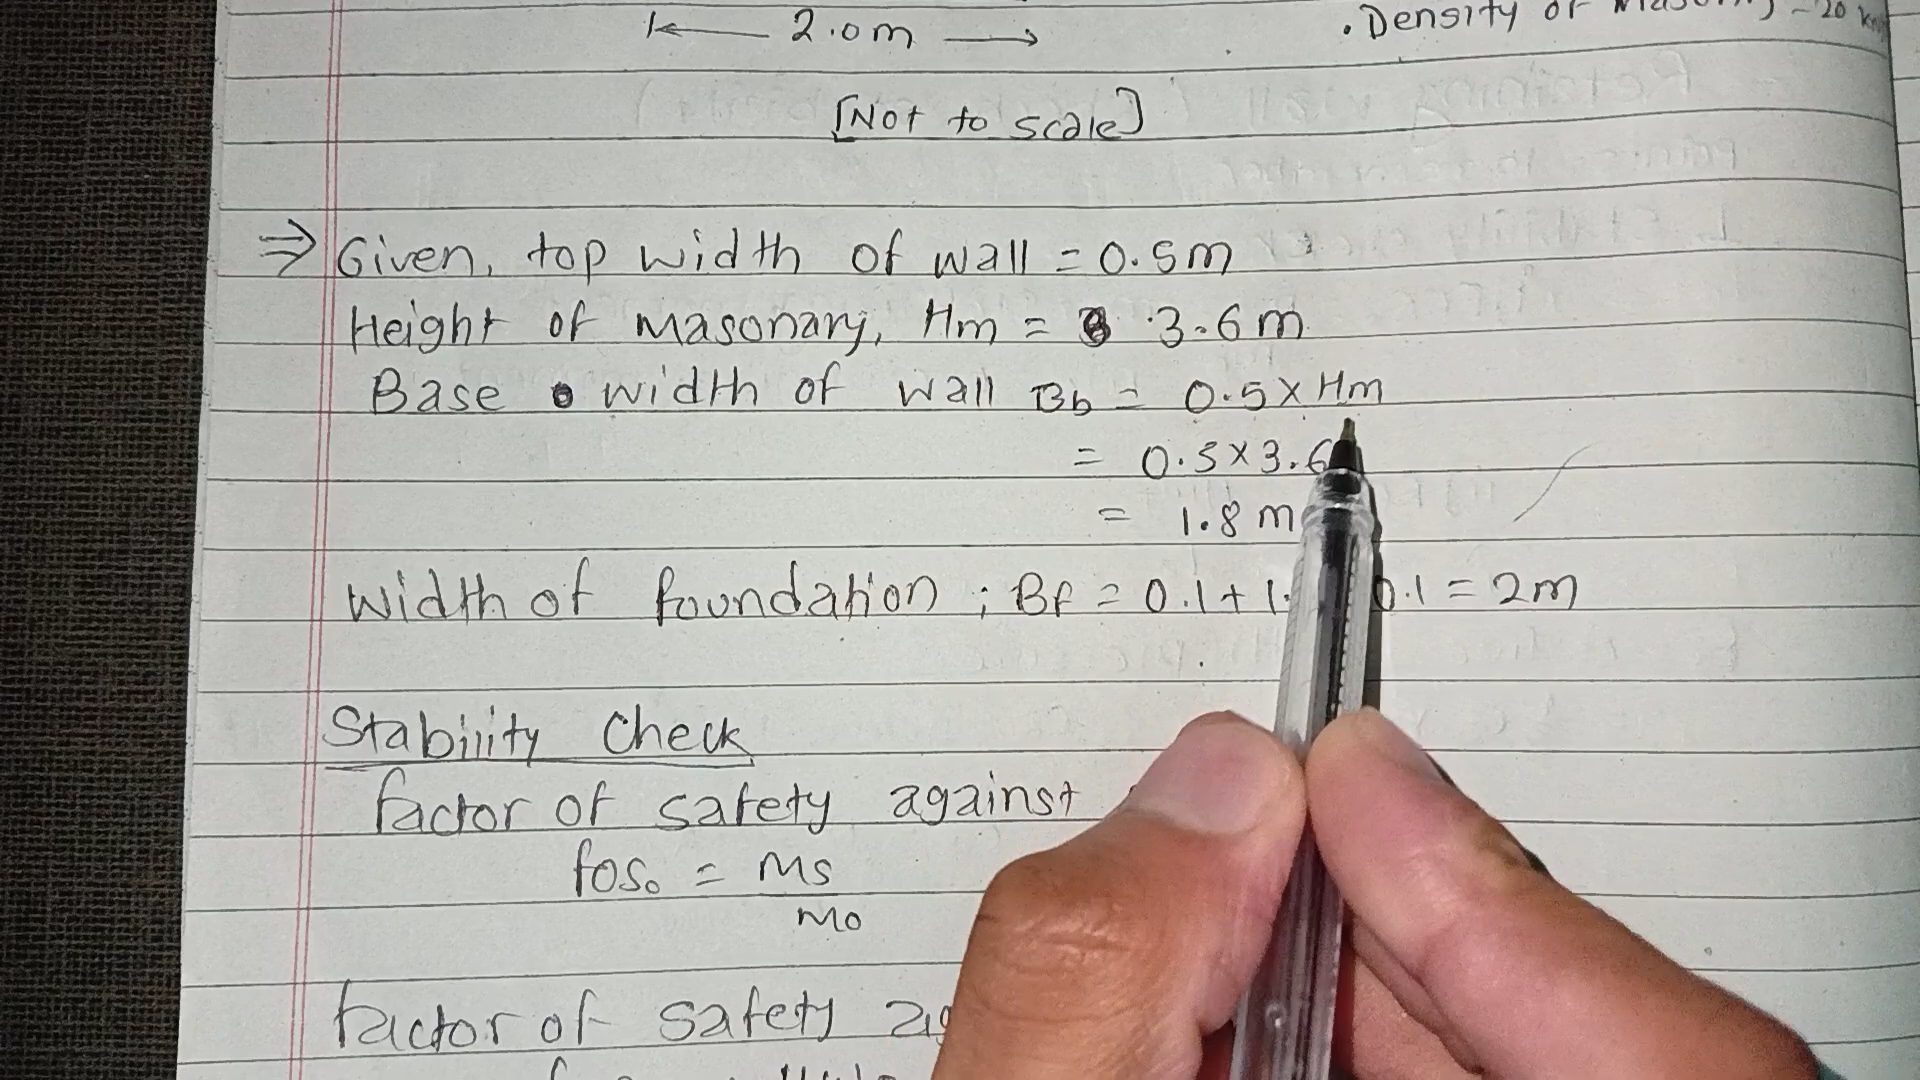 2.0m
. Density of
20
[Not to scale]
⇒ Given, top width of wall = 0.5m
Height of masonary, Hm = 3.6m
Base width of wall Bb = 0.5 x Hm
= 0.5 x 3.6
= 1.8 m
Width of foundation ; Bf = 0.1 + 1. 0.1 = 2m
Stability Check
factor of safety against
foso = Ms
Mo
factor of safety